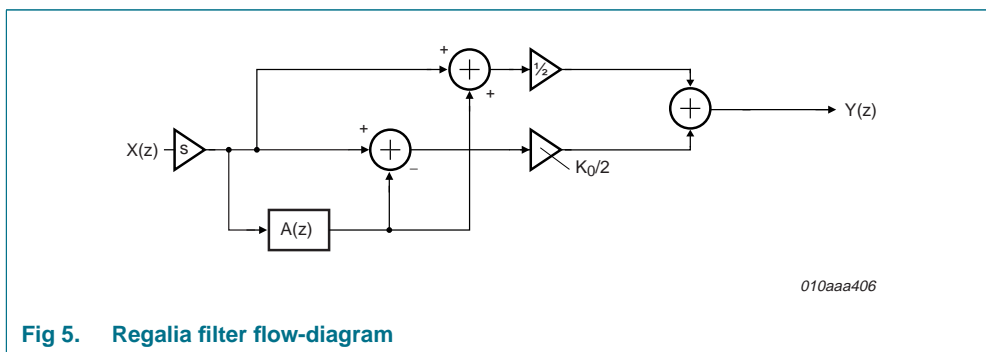 +
+
½
+
+
Y(z)
X(z)
s
+
+
−
K₀/2
A(z)
010aaa406
Fig 5. Regalia filter flow-diagram